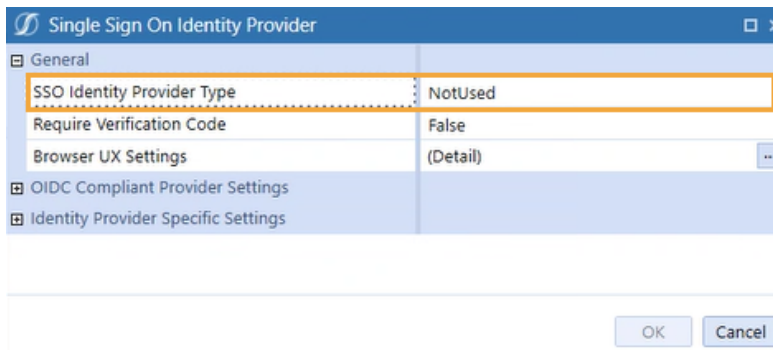 Single Sign On Identity Provider
General
SSO Identity Provider Type NotUsed
Require Verification Code False
Browser UX Settings (Detail) ...
OIDC Compliant Provider Settings
Identity Provider Specific Settings
OK Cancel